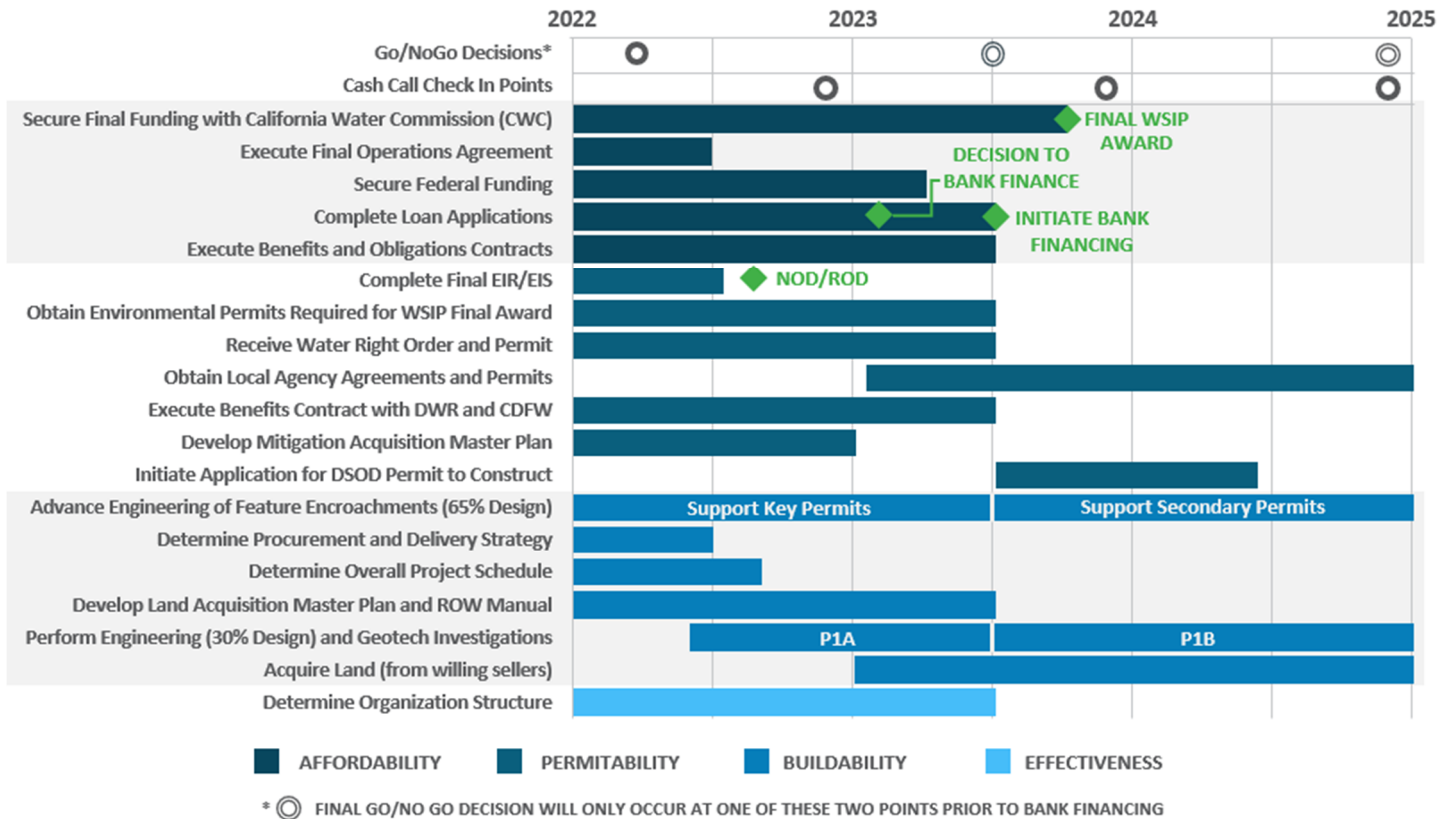 2022 2023 2024 2025
Go/NoGo Decisions*
Cash Call Check In Points
Secure Final Funding with California Water Commission (CWC)
FINAL WSIP
AWARD
Execute Final Operations Agreement
DECISION TO
BANK FINANCE
Secure Federal Funding
Complete Loan Applications
INITIATE BANK
FINANCING
Execute Benefits and Obligations Contracts
Complete Final EIR/EIS
NOD/ROD
Obtain Environmental Permits Required for WSIP Final Award
Receive Water Right Order and Permit
Obtain Local Agency Agreements and Permits
Execute Benefits Contract with DWR and CDFW
Develop Mitigation Acquisition Master Plan
Initiate Application for DSOD Permit to Construct
Advance Engineering of Feature Encroachments (65% Design)
Support Key Permits
Support Secondary Permits
Determine Procurement and Delivery Strategy
Determine Overall Project Schedule
Develop Land Acquisition Master Plan and ROW Manual
Perform Engineering (30% Design) and Geotech Investigations
P1A
P1B
Acquire Land (from willing sellers)
Determine Organization Structure
AFFORDABILITY
PERMITABILITY
BUILDABILITY
EFFECTIVENESS
* FINAL GO/NO GO DECISION WILL ONLY OCCUR AT ONE OF THESE TWO POINTS PRIOR TO BANK FINANCING